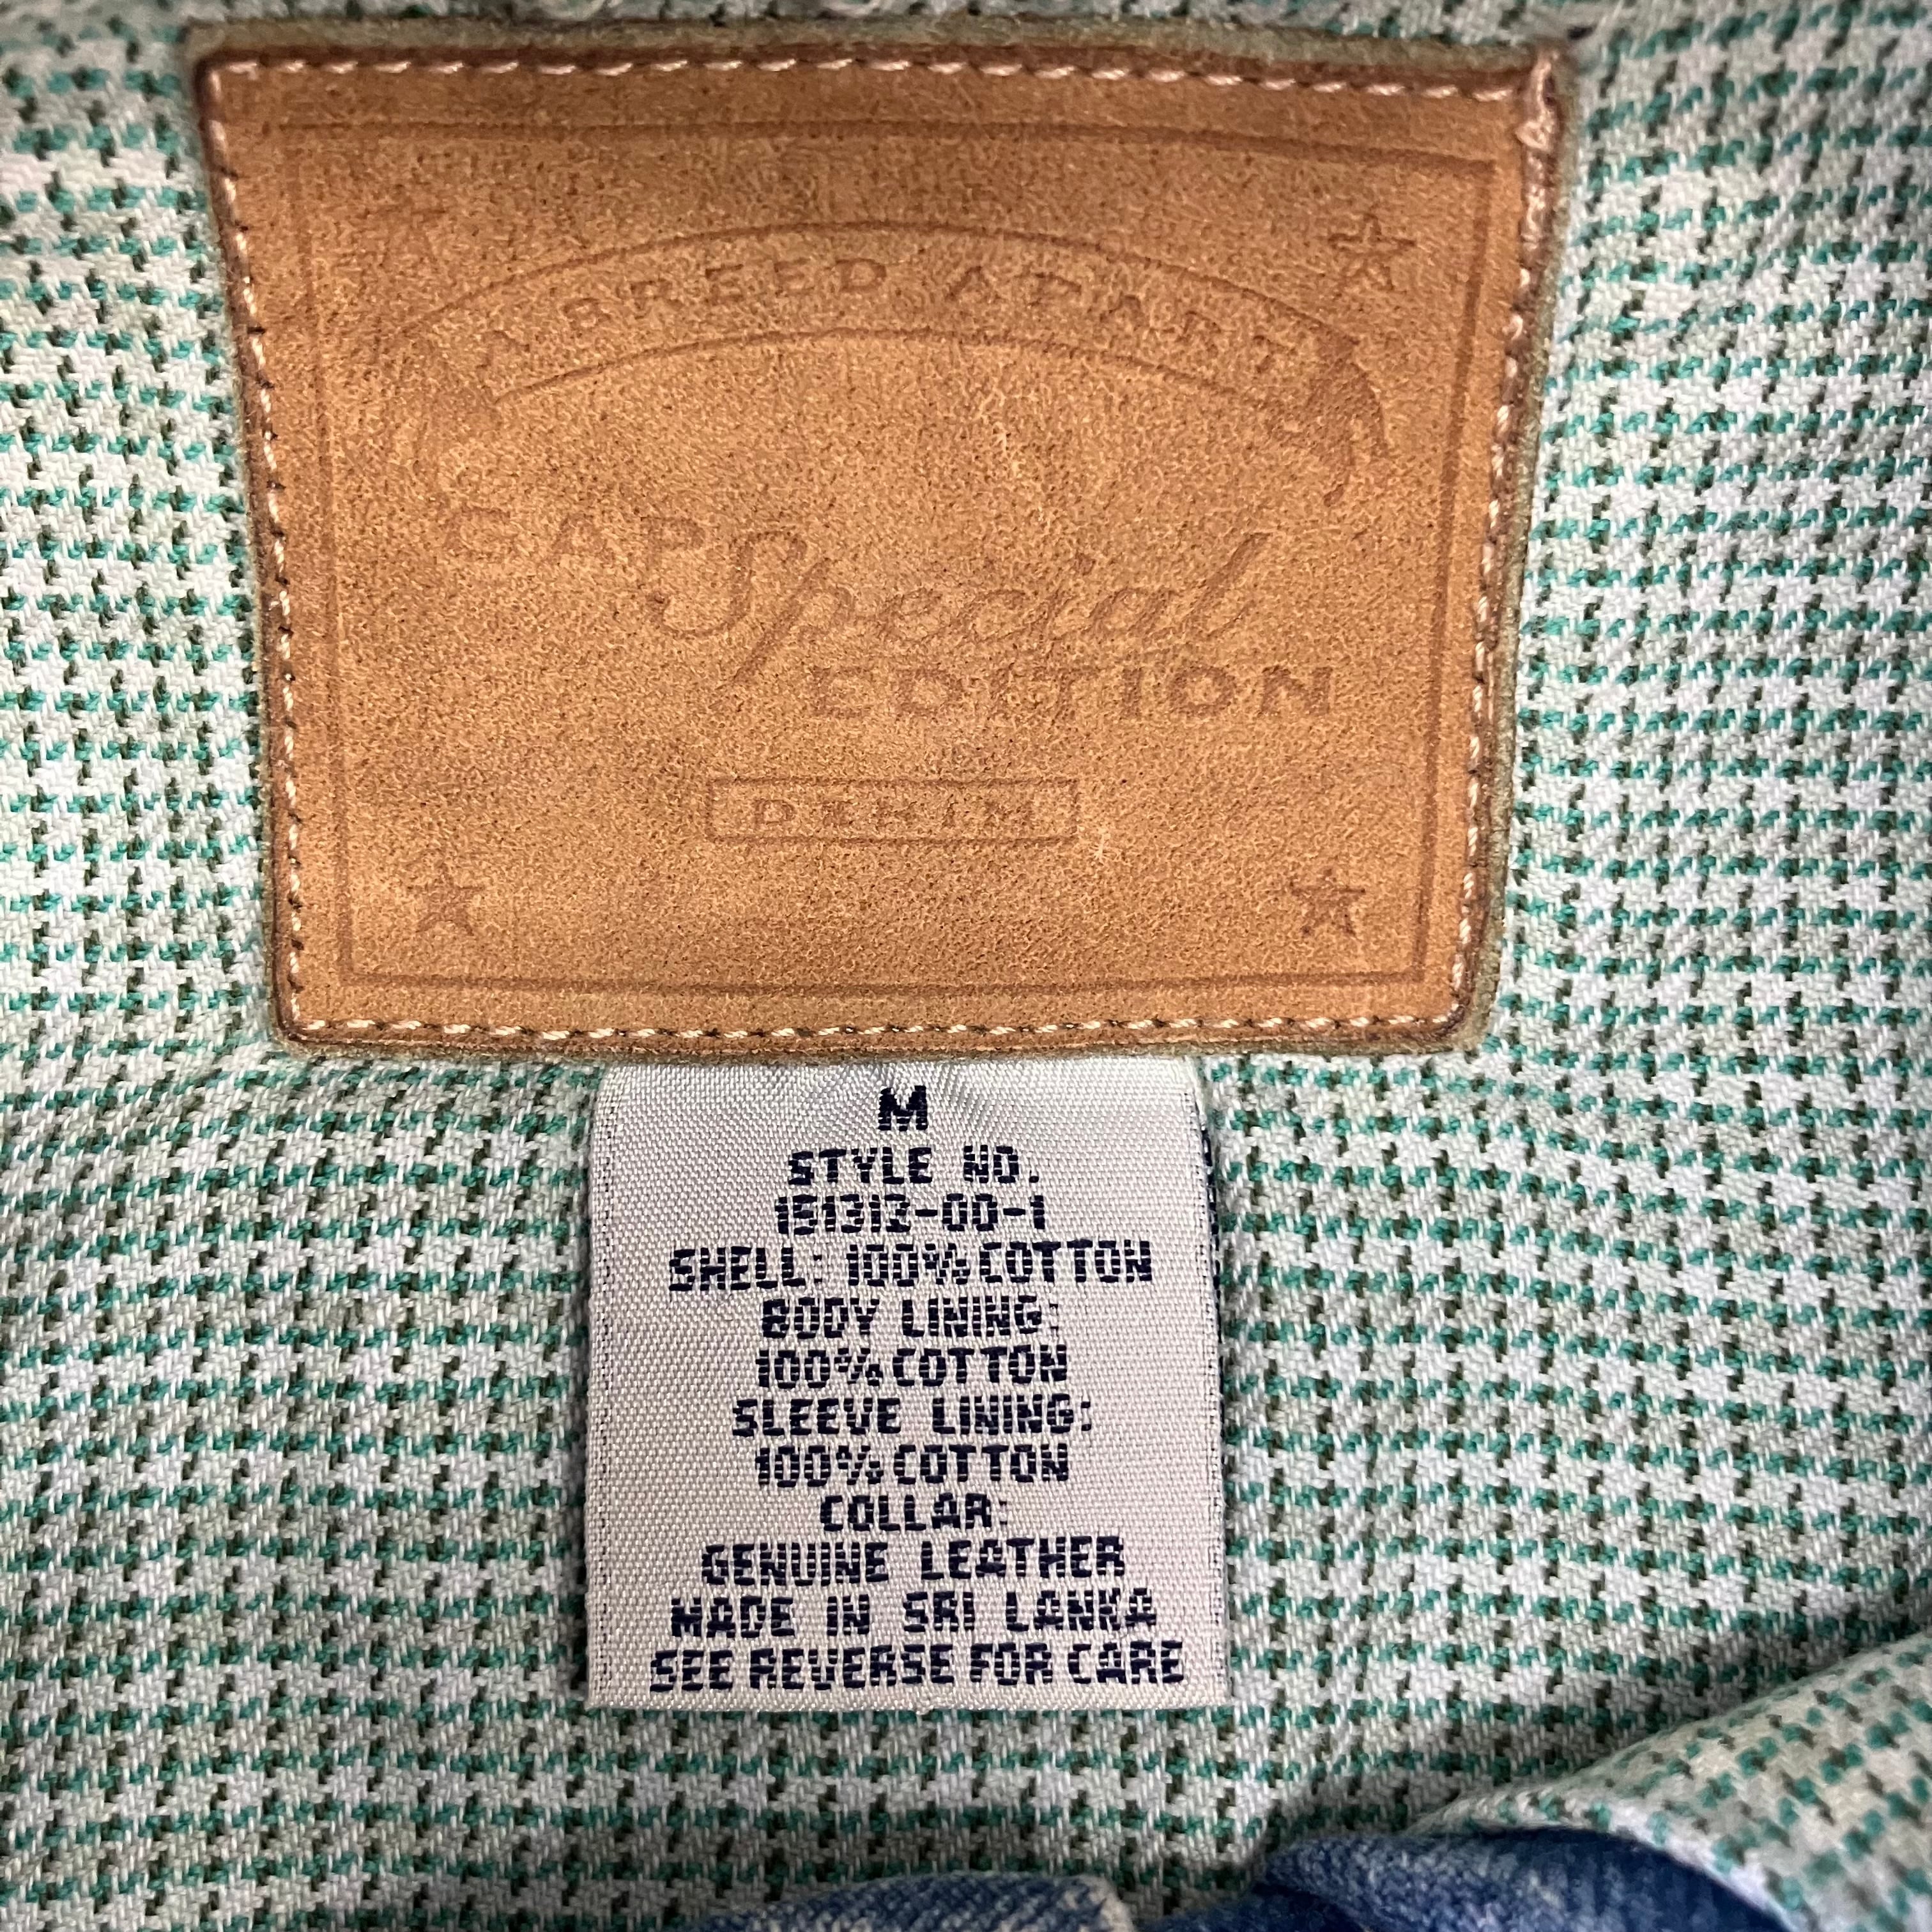 A BREED APART
GAP Special
EDITION
DENIM
M
STYLE NO.
151312-00-1
SHELL: 100% COTTON
BODY LINING:
100% COTTON
SLEEVE LINING:
100% COTTON
COLLAR:
GENUINE LEATHER
MADE IN SRI LANKA
SEE REVERSE FOR CARE